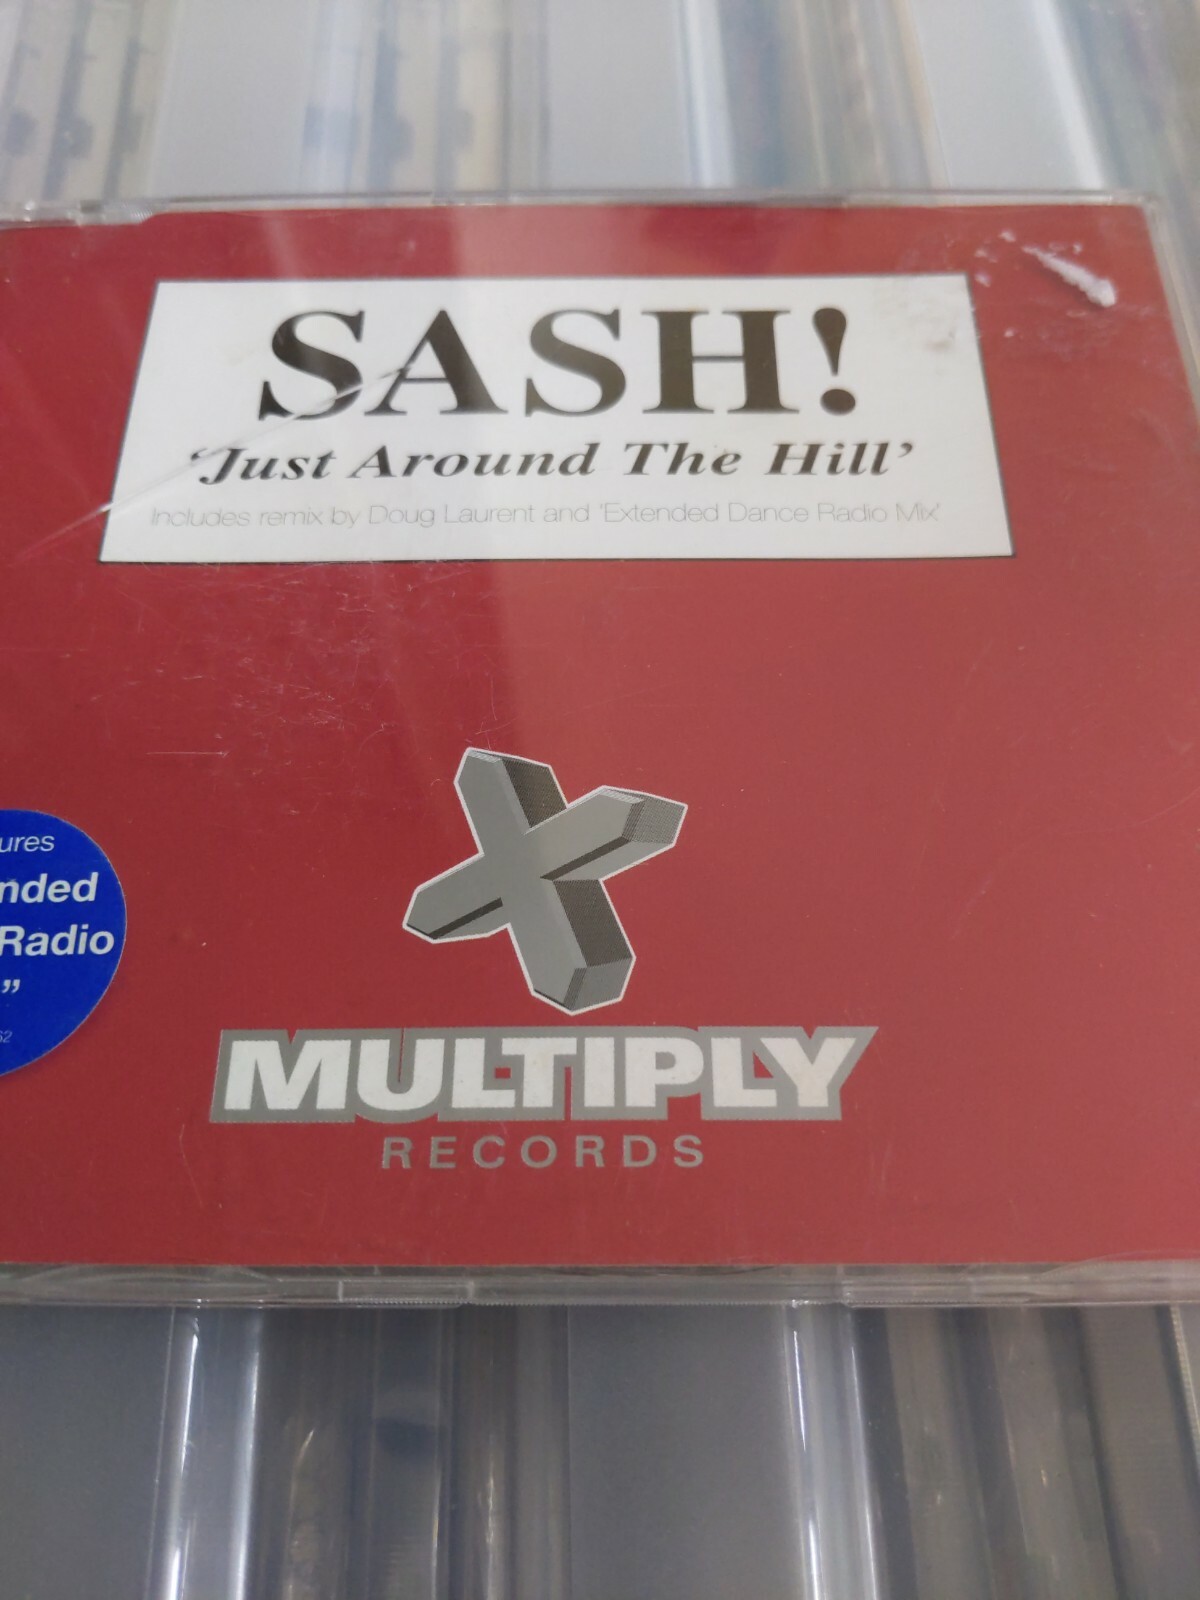 SASH!
'Just Around The Hill'
Includes remix by Doug Laurent and 'Extended Dance Radio Mix'
ures
nded
Radio
”
62
MULTIPLY
RECORDS